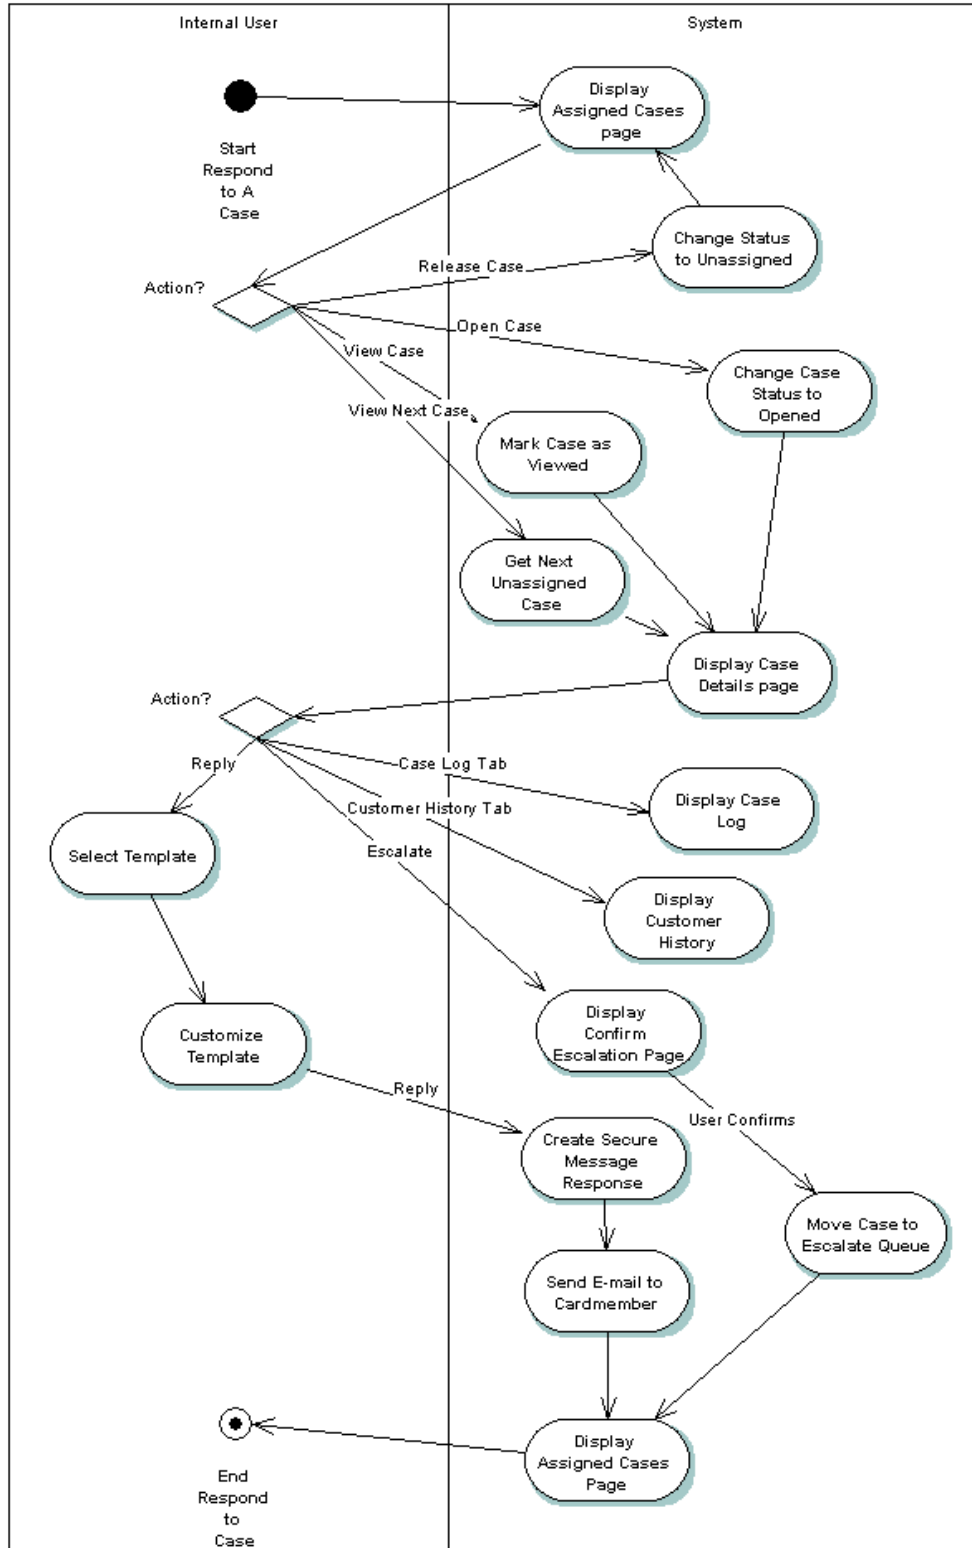 Internal User
System
Display
Assigned Cases
page
Start
Respond
to A
Case
Change Status
to Unassigned
Release Case
Action?
Open Case
View Case
Change Case
Status to
Opened
View Next Case
Mark Case as
Viewed
Get Next
Unassigned
Case
Display Case
Details page
Action?
Reply
Case Log Tab
Display Case
Log
Customer History Tab
Select Template
Escalate
Display
Customer
History
Display
Confirm
Escalation Page
Customize
Template
Reply
User Confirms
Create Secure
Message
Response
Move Case to
Escalate Queue
Send E-mail to
Cardmember
Display
Assigned Cases
Page
End
Respond
to
Case